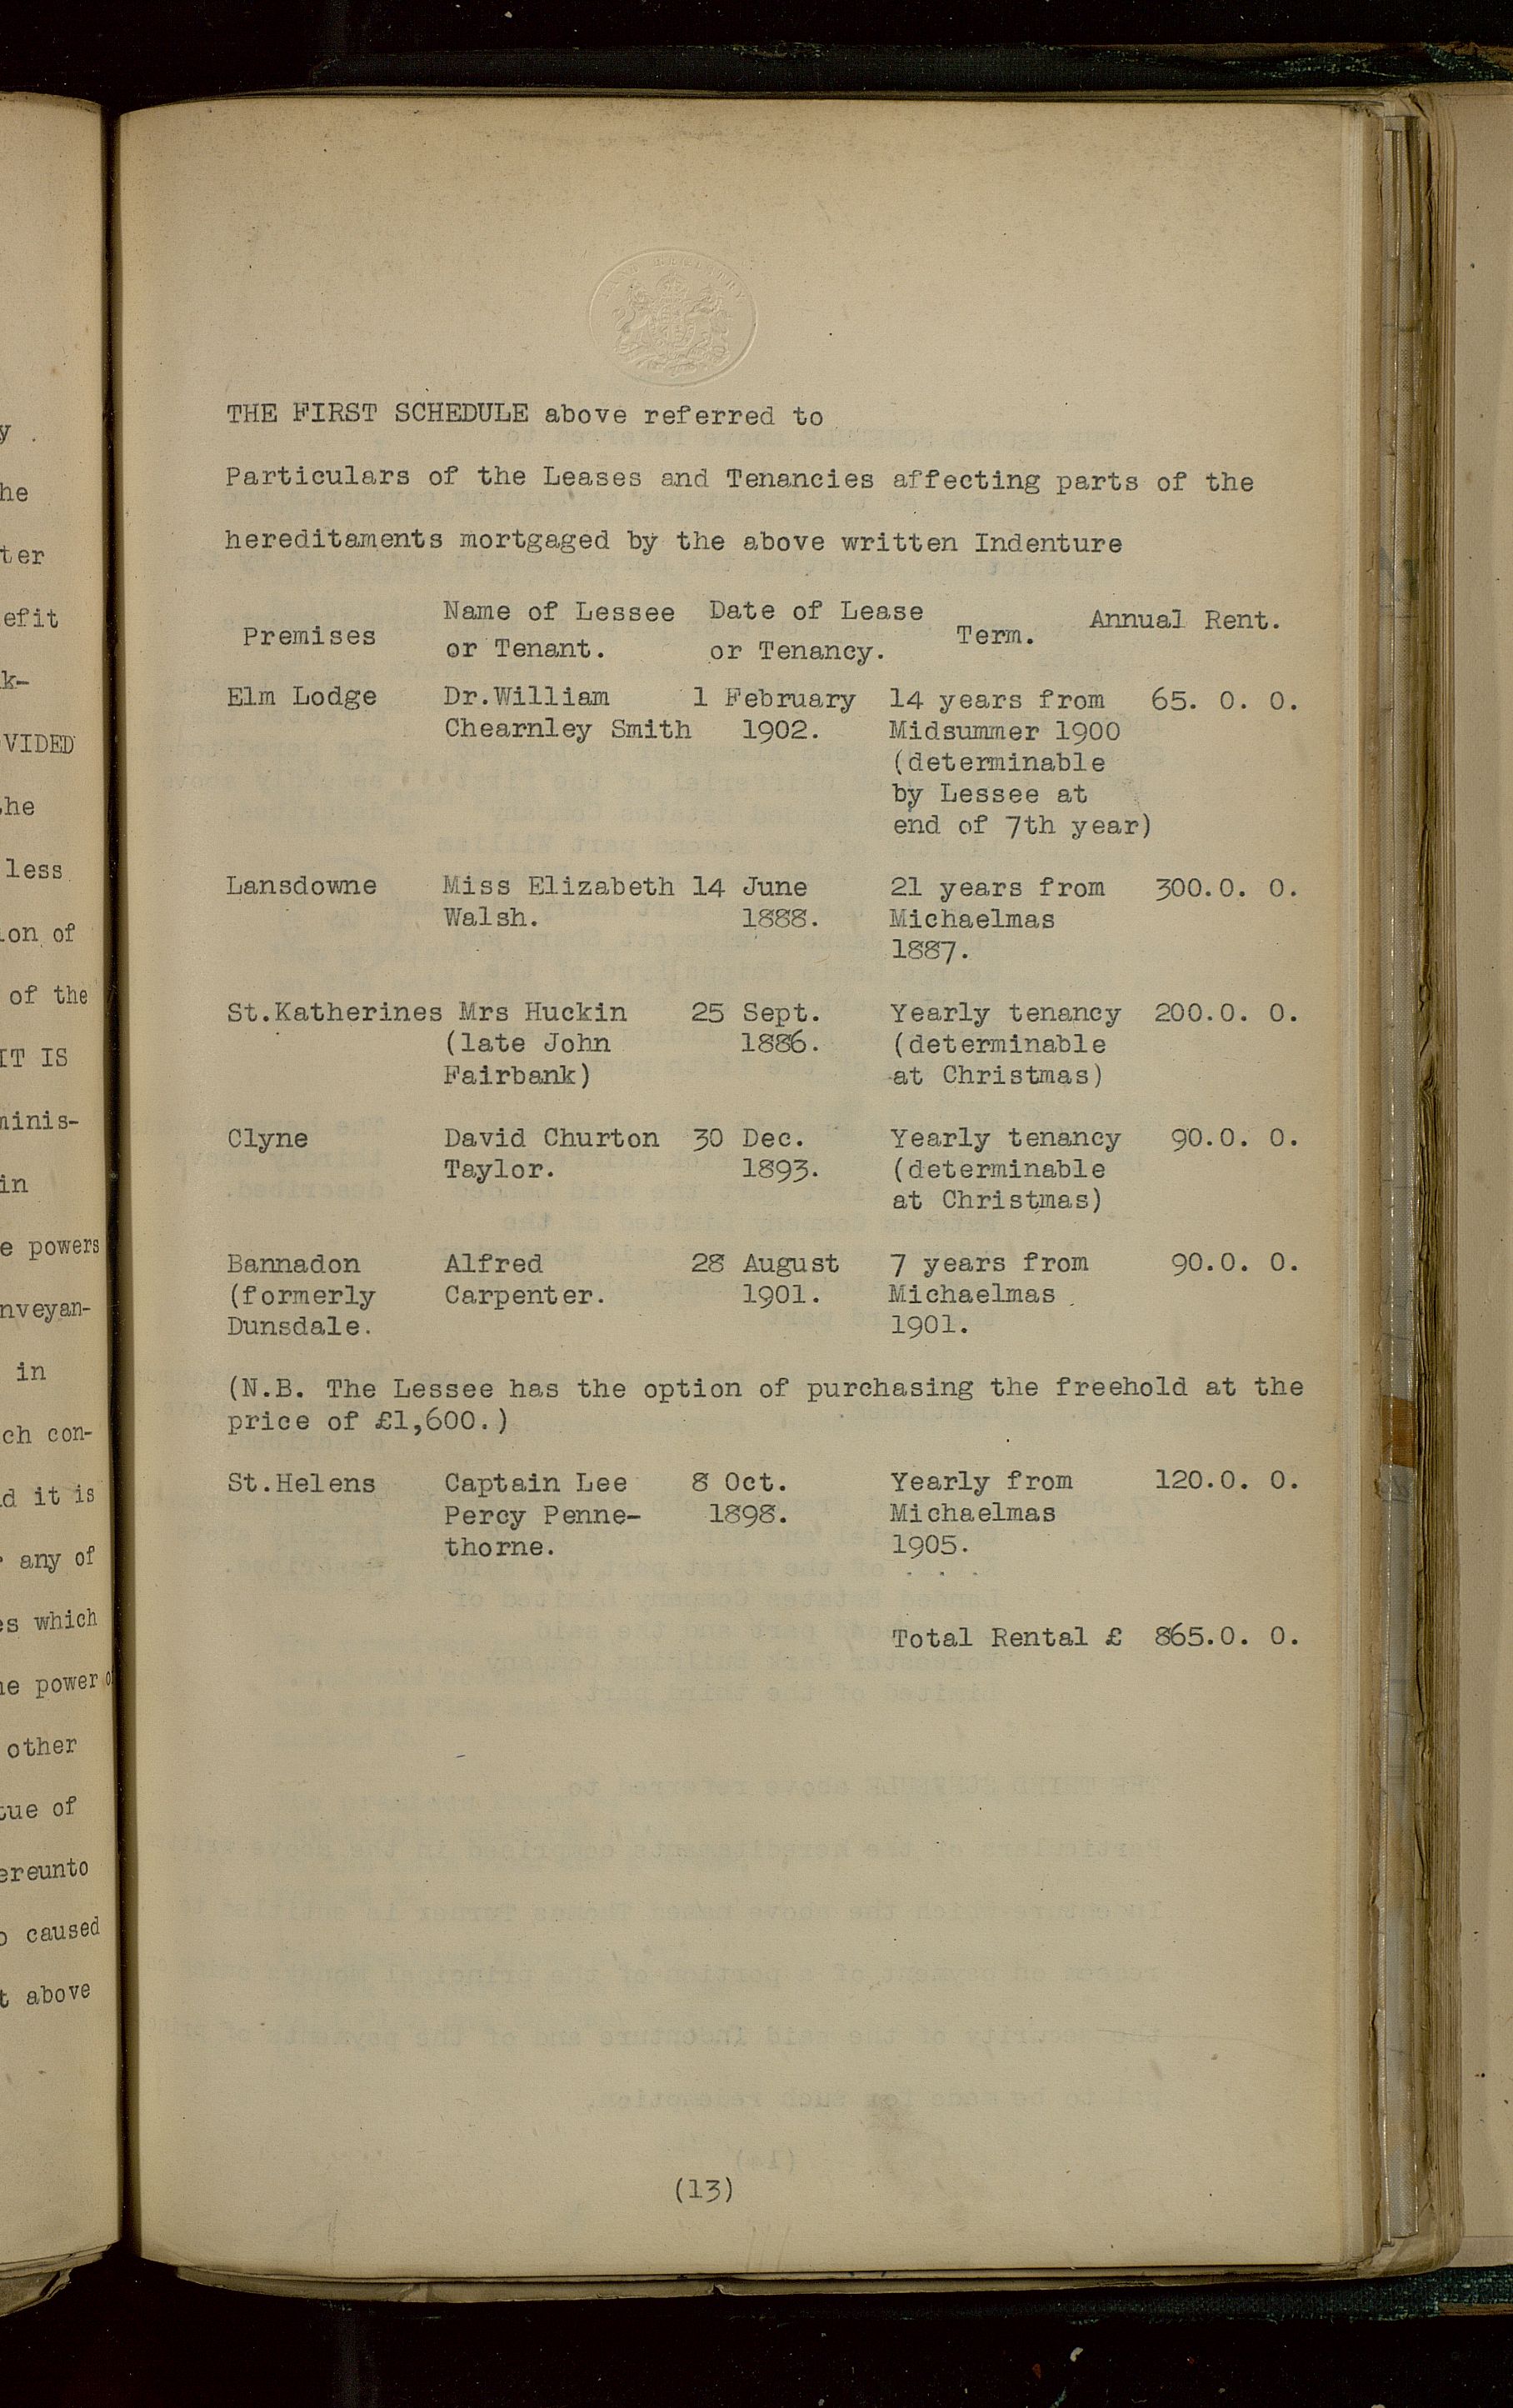 LAND REGISTRY
THE FIRST SCHEDULE above referred to
Particulars of the Leases and Tenancies affecting parts of the
hereditaments mortgaged by the above written Indenture
Premises Name of Lessee or Tenant. Date of Lease or Tenancy. Term. Annual Rent.
Elm Lodge Dr.William 1 February 14 years from 65. 0. 0.
Chearnley Smith 1902. Midsummer 1900
(determinable
by Lessee at
end of 7th year)
Lansdowne Miss Elizabeth 14 June 21 years from 300.0. 0.
Walsh. 1888. Michaelmas
1887.
St.Katherines Mrs Huckin 25 Sept. Yearly tenancy 200.0. 0.
(late John 1886. (determinable
Fairbank) at Christmas)
Clyne David Churton 30 Dec. Yearly tenancy 90.0. 0.
Taylor. 1893. (determinable
at Christmas)
Bannadon Alfred 28 August 7 years from 90.0. 0.
(formerly Carpenter. 1901. Michaelmas
Dunsdale. 1901.
(N.B. The Lessee has the option of purchasing the freehold at the
price of £1,600.)
St.Helens Captain Lee 8 Oct. Yearly from 120.0. 0.
Percy Penne- 1898. Michaelmas
thorne. 1905.
Total Rental £ 865.0. 0.
(13)